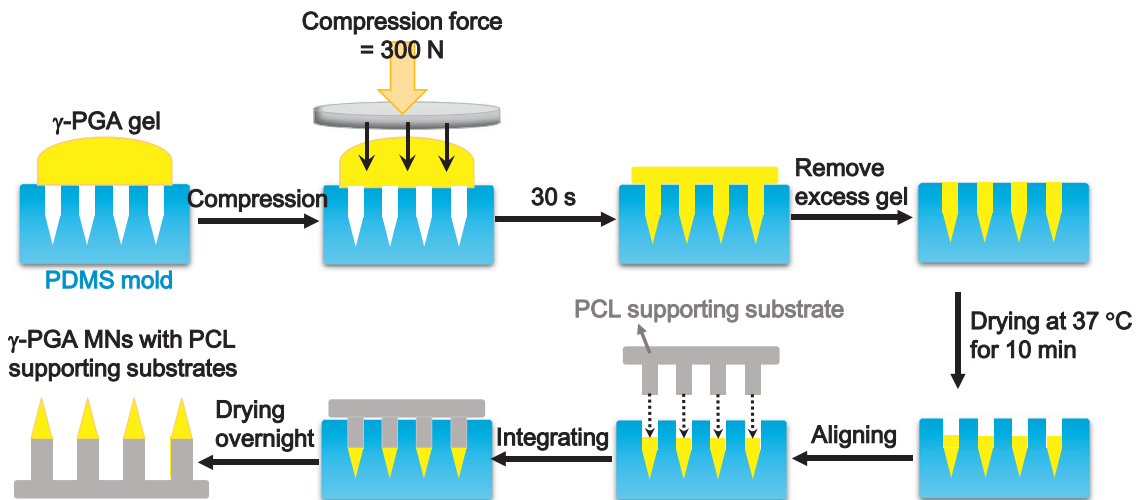 Compression force
= 300 N
γ-PGA gel
Compression
30 s
Remove
excess gel
PDMS mold
Drying at 37 °C
for 10 min
PCL supporting substrate
γ-PGA MNs with PCL
supporting substrates
Drying
overnight
Integrating
Aligning